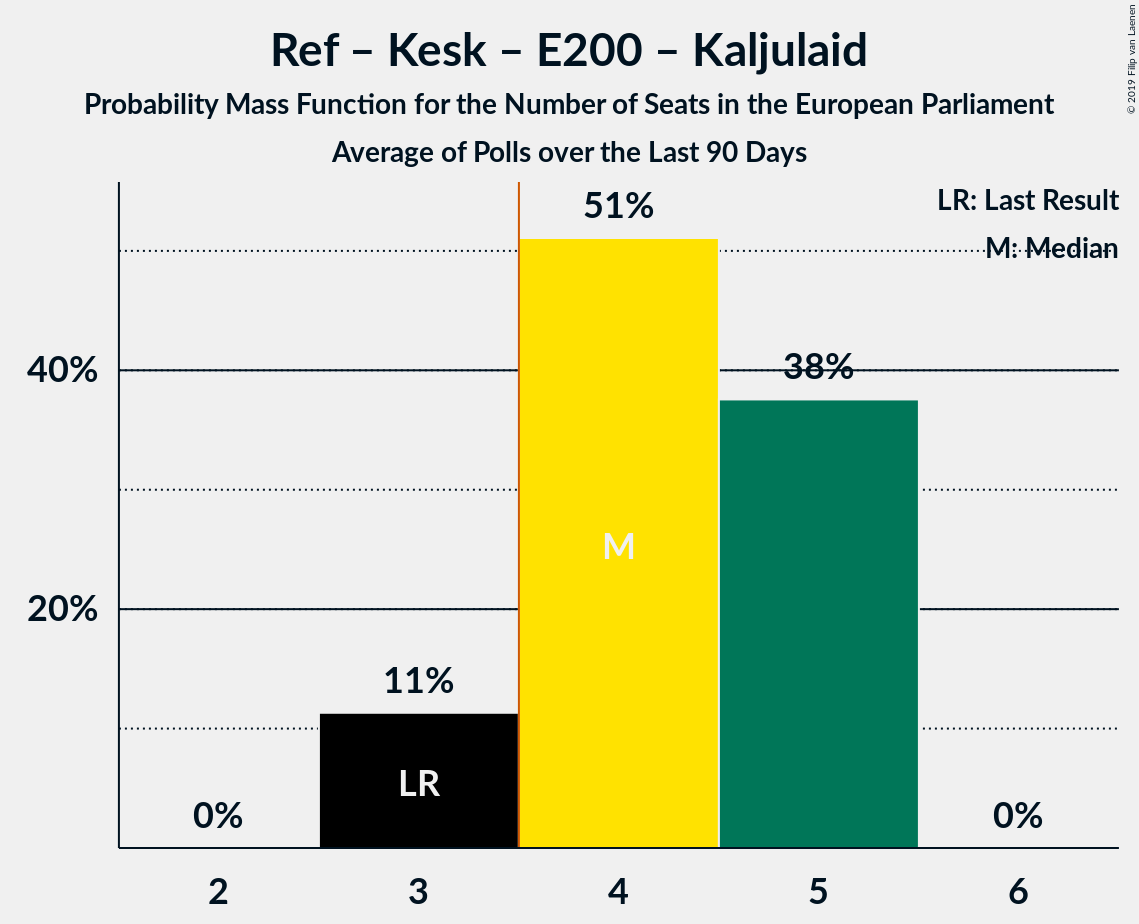 Ref – Kesk – E200 – Kaljulaid
Probability Mass Function for the Number of Seats in the European Parliament
Average of Polls over the Last 90 Days
© 2019 Filip van Laenen
LR: Last Result
M: Median
51%
40%
38%
M
20%
11%
LR
0%
0%
2
3
4
5
6